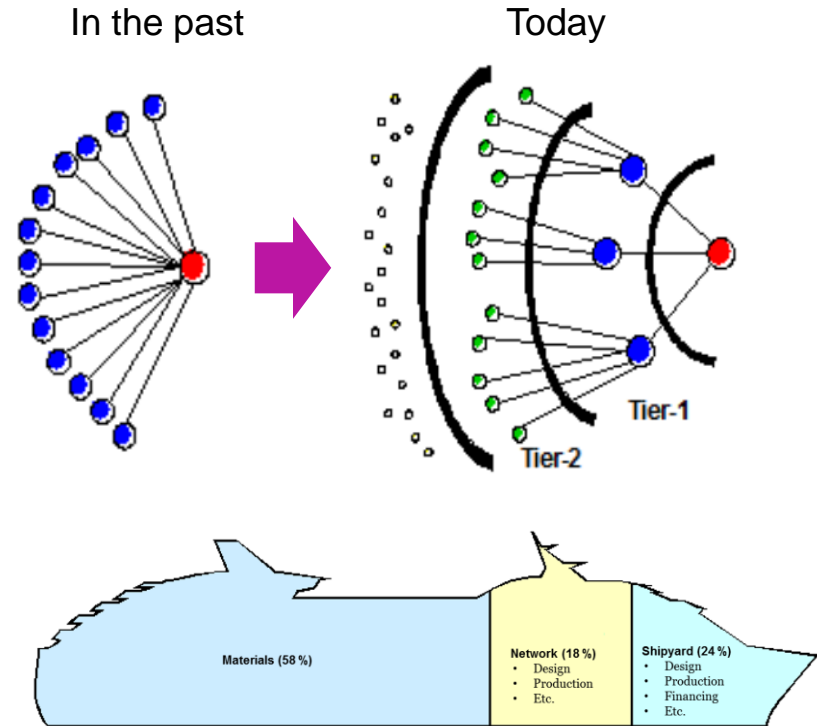 In the past
Today
Tier-1
Tier-2
Materials (58 %)
Network (18 %)
• Design
• Production
• Etc.
Shipyard (24 %)
• Design
• Production
• Financing
• Etc.